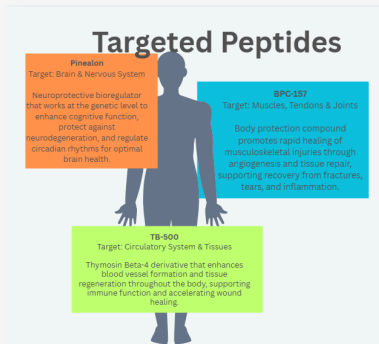 Targeted Peptides
Pinealon
Target: Brain & Nervous System
Neuroprotective bioregulator
that works at the genetic level to
enhance cognitive function,
protect against
neurodegeneration, and regulate
circadian rhythms for optimal
brain health.
BPC-157
Target: Muscles, Tendons & Joints
Body protection compound
promotes rapid healing of
musculoskeletal injuries through
angiogenesis and tissue repair,
supporting recovery from fractures,
tears, and inflammation.
TB-500
Target: Circulatory System & Tissues
Thymosin Beta-4 derivative that enhances
blood vessel formation and tissue
regeneration throughout the body, supporting
immune function and accelerating wound
healing.